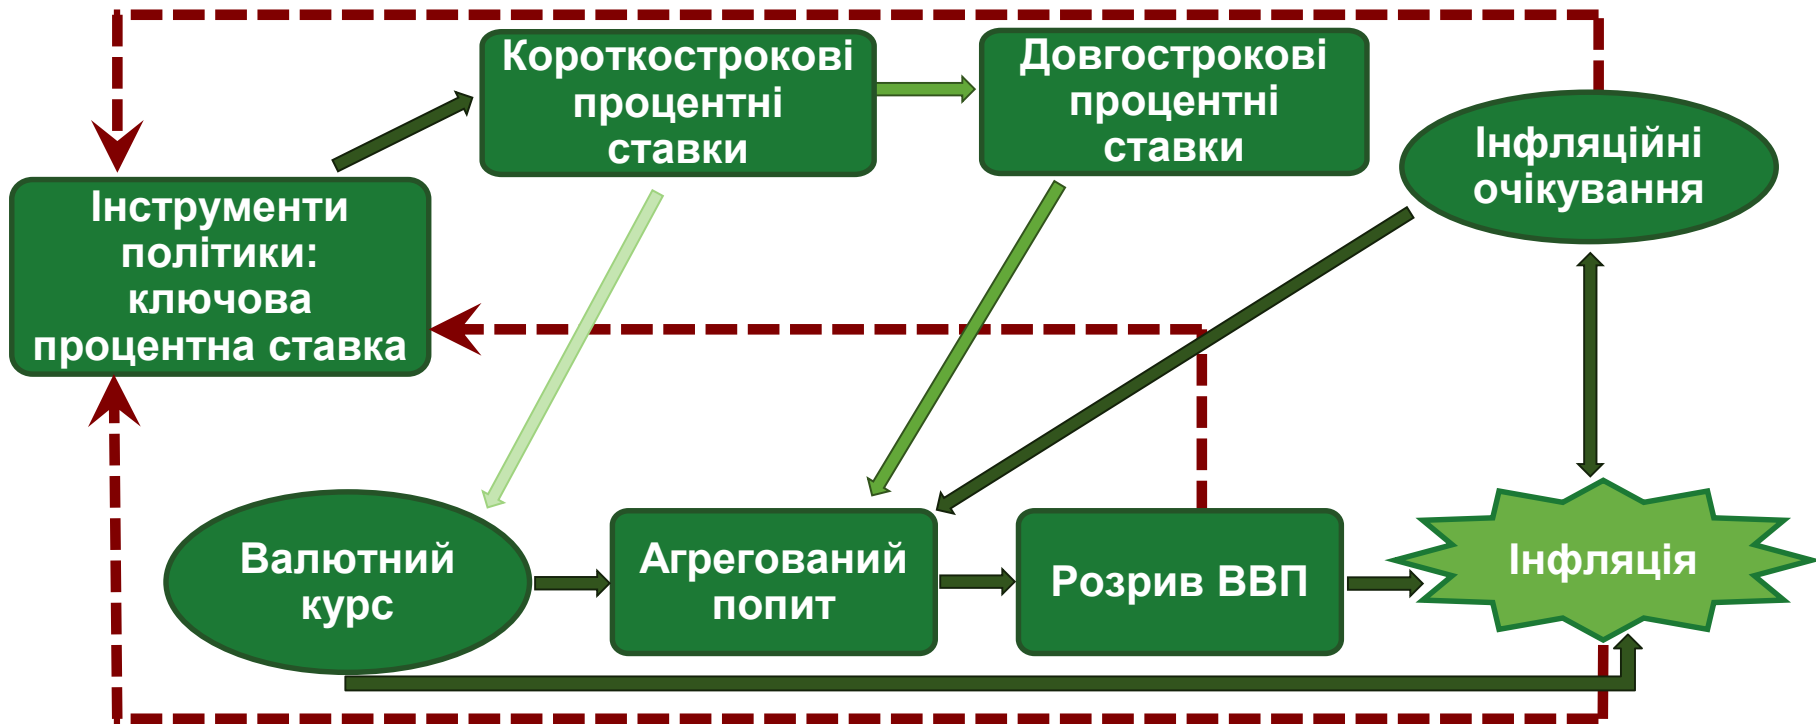 Короткострокові
процентні
ставки
Довгострокові
процентні
ставки
Інфляційні
очікування
Інструменти
політики:
ключова
процентна ставка
Валютний
курс
Агрегований
попит
Розрив ВВП
Інфляція